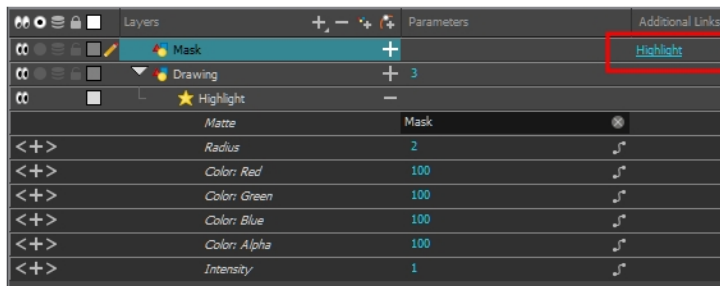 Layers Parameters Additional Links
Mask Highlight
Drawing 3
Highlight
Matte Mask
Radius 2
Color: Red 100
Color: Green 100
Color: Blue 100
Color: Alpha 100
Intensity 1